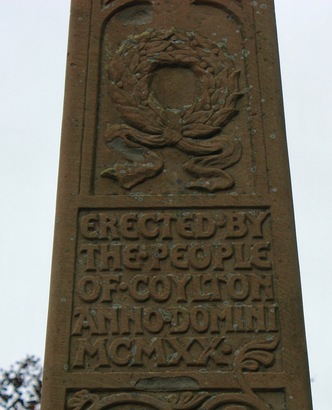 ERECTED·BY
THE·PEOPLE
OF·COYLTON
ANNO·DOMINI
MCMXX·